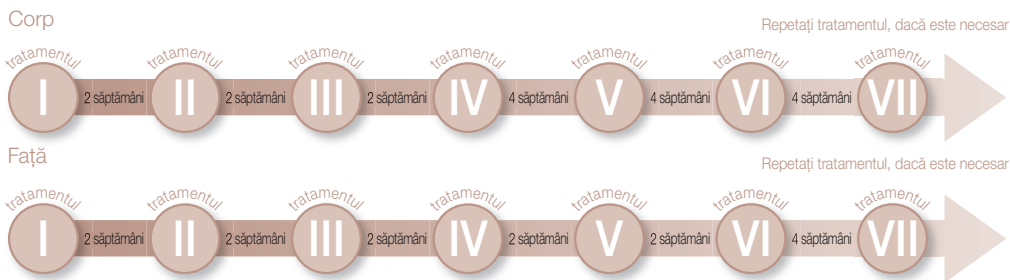 Corp
Repetați tratamentul, dacă este necesar
tratamentul tratamentul tratamentul tratamentul tratamentul tratamentul tratamentul
I 2 săptămâni II 2 săptămâni III 2 săptămâni IV 4 săptămâni V 4 săptămâni VI 4 săptămâni VII
Față
Repetați tratamentul, dacă este necesar
tratamentul tratamentul tratamentul tratamentul tratamentul tratamentul tratamentul
I 2 săptămâni II 2 săptămâni III 2 săptămâni IV 2 săptămâni V 2 săptămâni VI 4 săptămâni VII